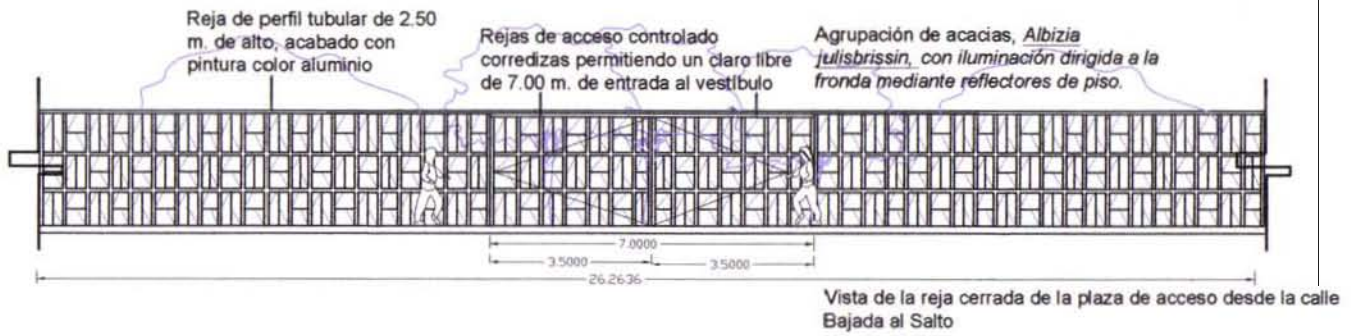 Reja de perfil tubular de 2.50
m. de alto, acabado con
pintura color aluminio
Rejas de acceso controlado
corredizas permitiendo un claro libre
de 7.00 m. de entrada al vestíbulo
Agrupación de acacias, Albizia
julisbrissin, con iluminación dirigida a la
fronda mediante reflectores de piso.
7.0000
3.5000 3.5000
26.2636
Vista de la reja cerrada de la plaza de acceso desde la calle
Bajada al Salto